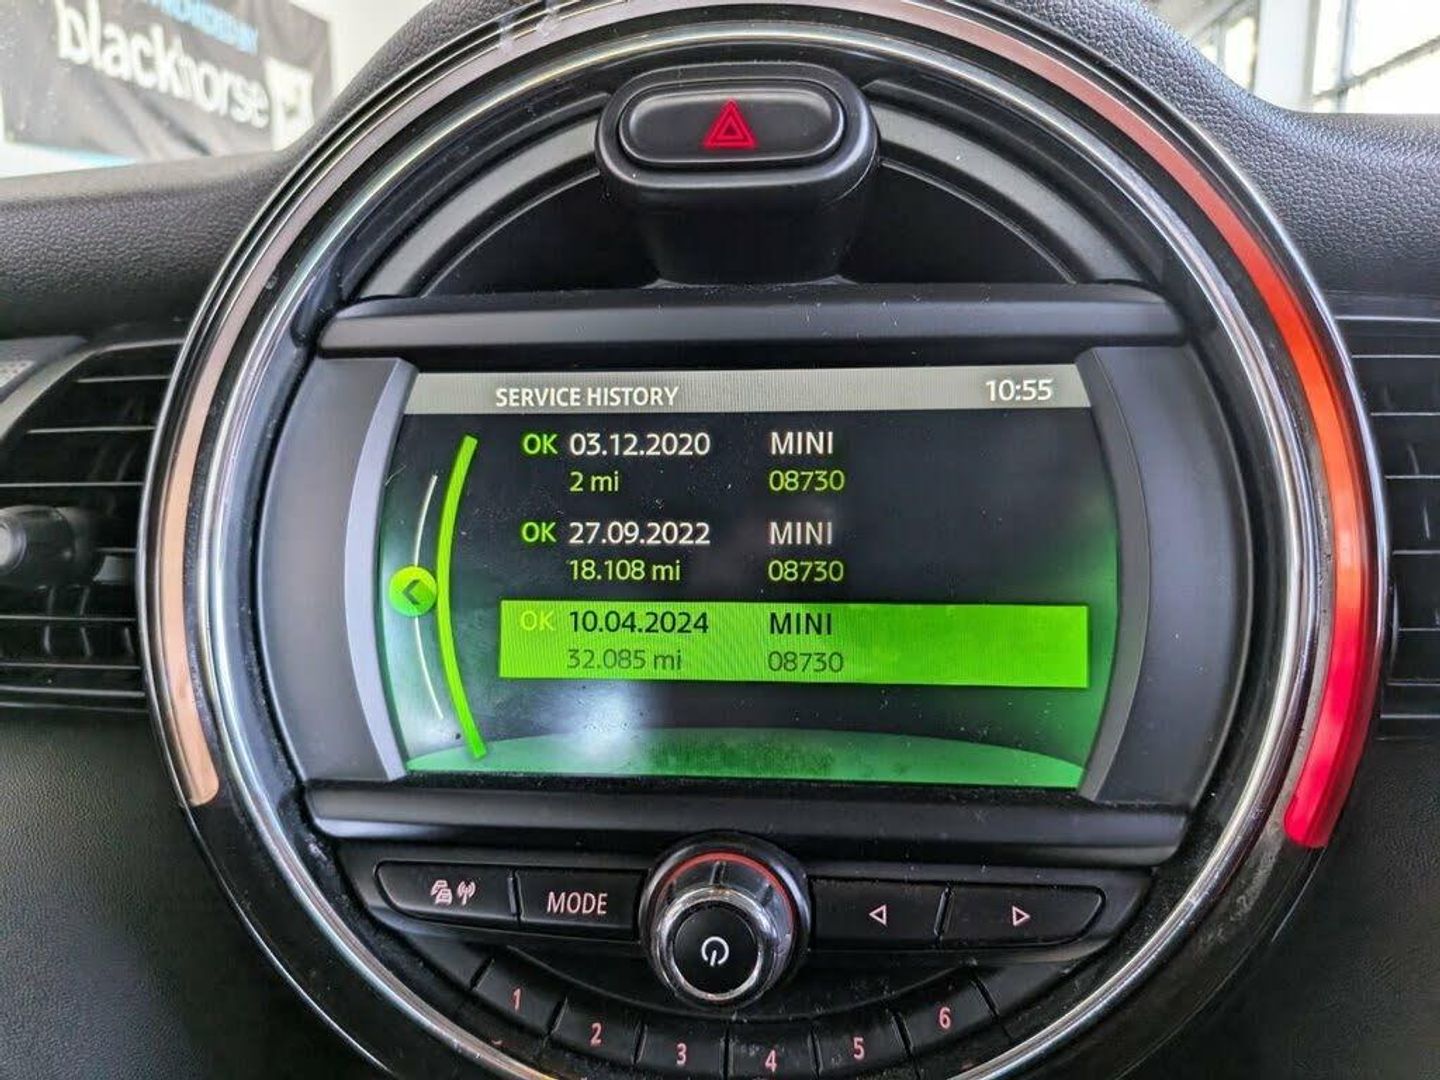 blackhorse
SERVICE HISTORY 10:55
OK 03.12.2020 MINI
2 mi 08730
OK 27.09.2022 MINI
18.108 mi 08730
OK 10.04.2024 MINI
32.085 mi 08730
MODE
1 2 3 4 5 6